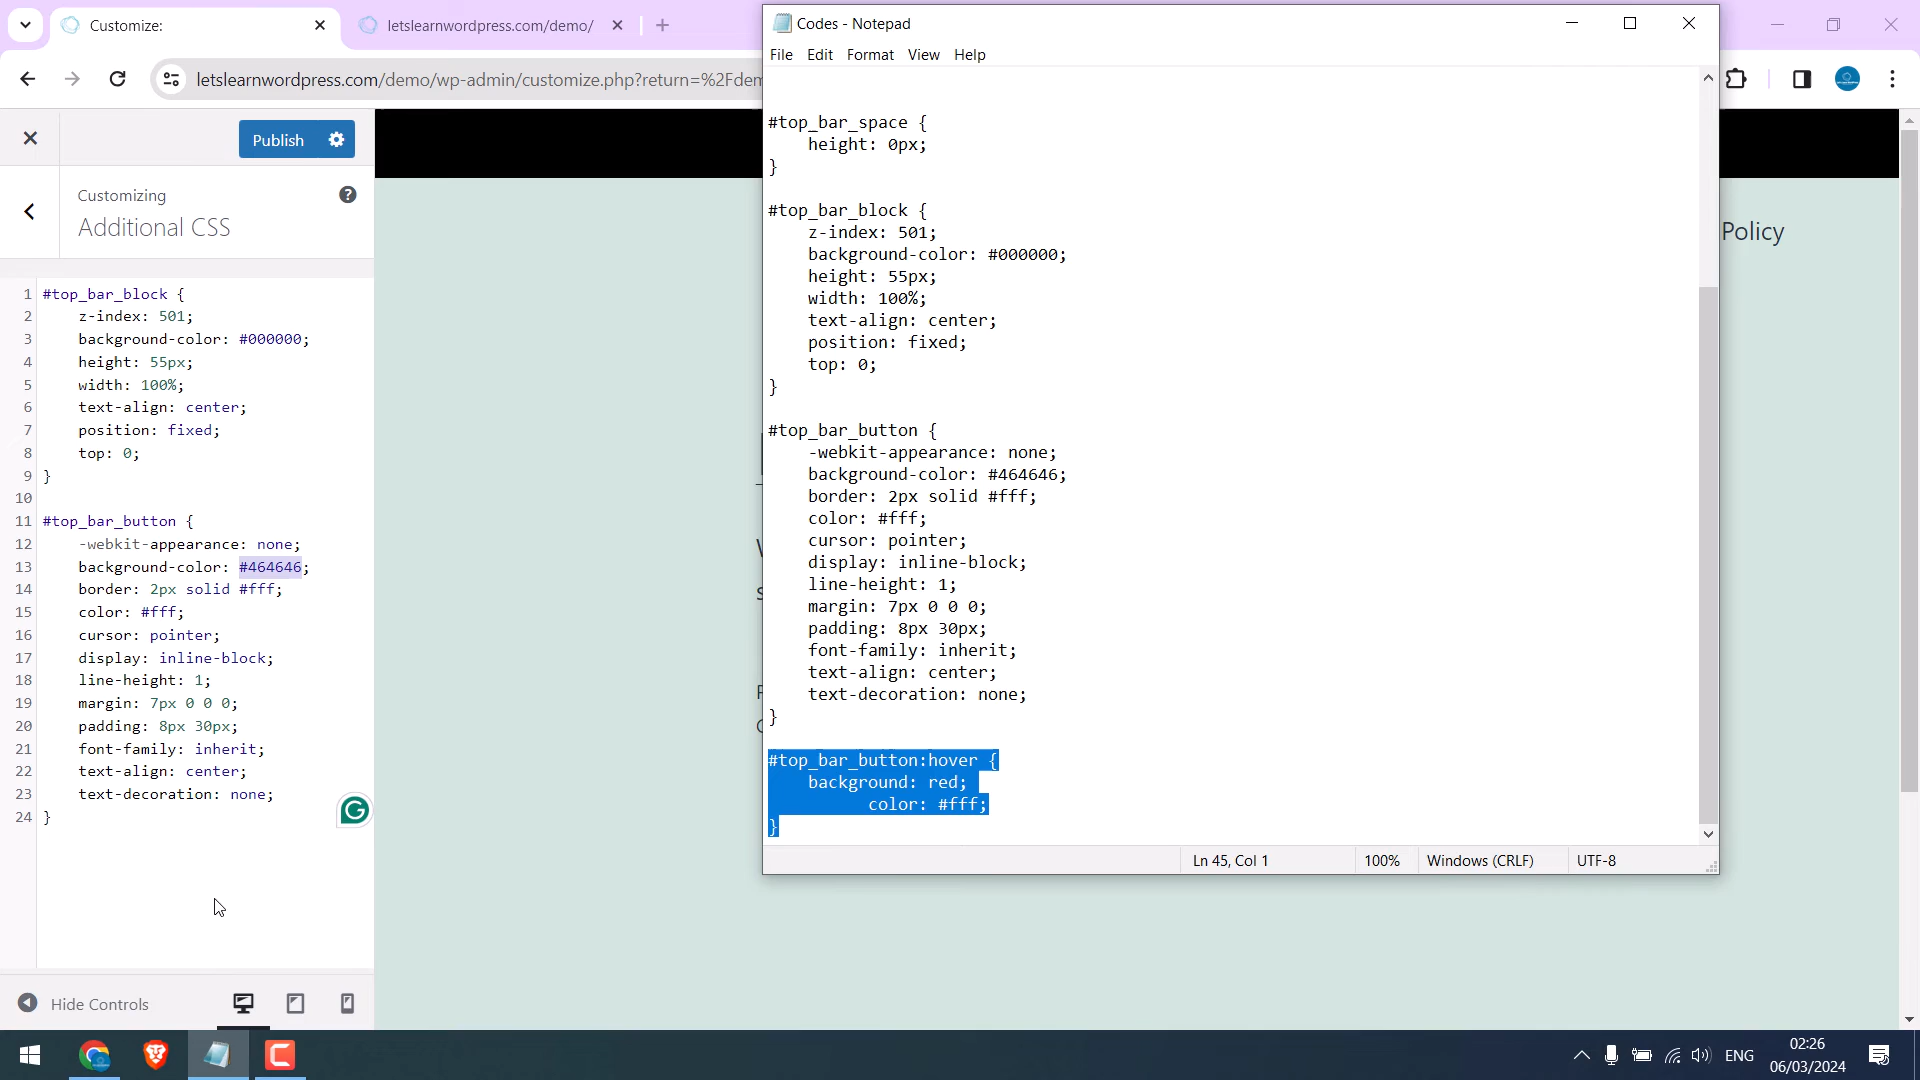 Customize:
letslearnwordpress.com/demo/
letslearnwordpress.com/demo/wp-admin/customize.php?return=%2Fdem
Publish
Customizing
Additional CSS
1 #top_bar_block {
2 z-index: 501;
3 background-color: #000000;
4 height: 55px;
5 width: 100%;
6 text-align: center;
7 position: fixed;
8 top: 0;
9 }
10
11 #top_bar_button {
12 -webkit-appearance: none;
13 background-color: #464646;
14 border: 2px solid #fff;
15 color: #fff;
16 cursor: pointer;
17 display: inline-block;
18 line-height: 1;
19 margin: 7px 0 0 0;
20 padding: 8px 30px;
21 font-family: inherit;
22 text-align: center;
23 text-decoration: none;
24 }
Hide Controls
Codes - Notepad
File Edit Format View Help
#top_bar_space {
height: 0px;
}
#top_bar_block {
z-index: 501;
background-color: #000000;
height: 55px;
width: 100%;
text-align: center;
position: fixed;
top: 0;
}
#top_bar_button {
-webkit-appearance: none;
background-color: #464646;
border: 2px solid #fff;
color: #fff;
cursor: pointer;
display: inline-block;
line-height: 1;
margin: 7px 0 0 0;
padding: 8px 30px;
font-family: inherit;
text-align: center;
text-decoration: none;
}
#top_bar_button:hover {
background: red;
color: #fff;
}
Ln 45, Col 1 100% Windows (CRLF) UTF-8
Policy
ENG
02:26
06/03/2024